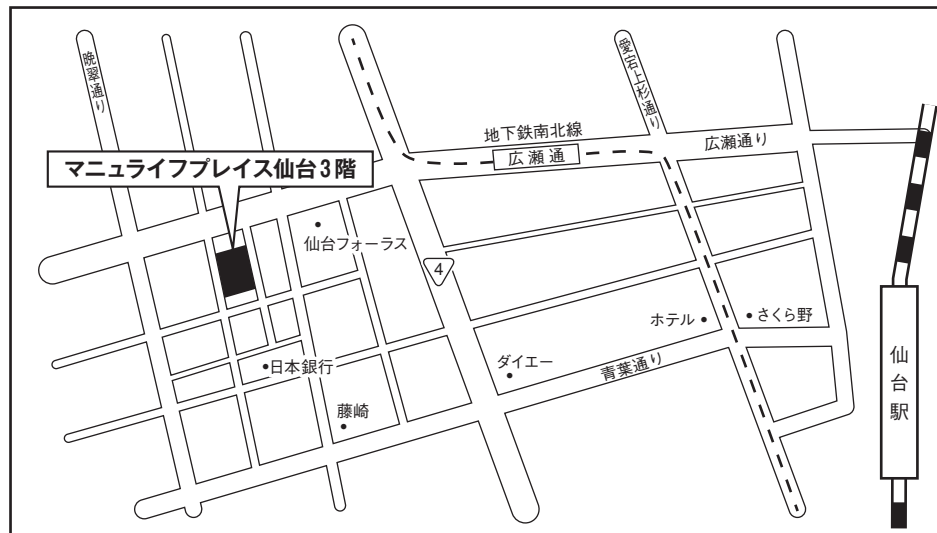 晩翠通り
愛宕上杉通り
地下鉄南北線
広瀬通
広瀬通り
マニュライフプレイス仙台3階
仙台フォーラス
4
ホテル
さくら野
ダイエー
青葉通り
日本銀行
藤崎
仙台駅